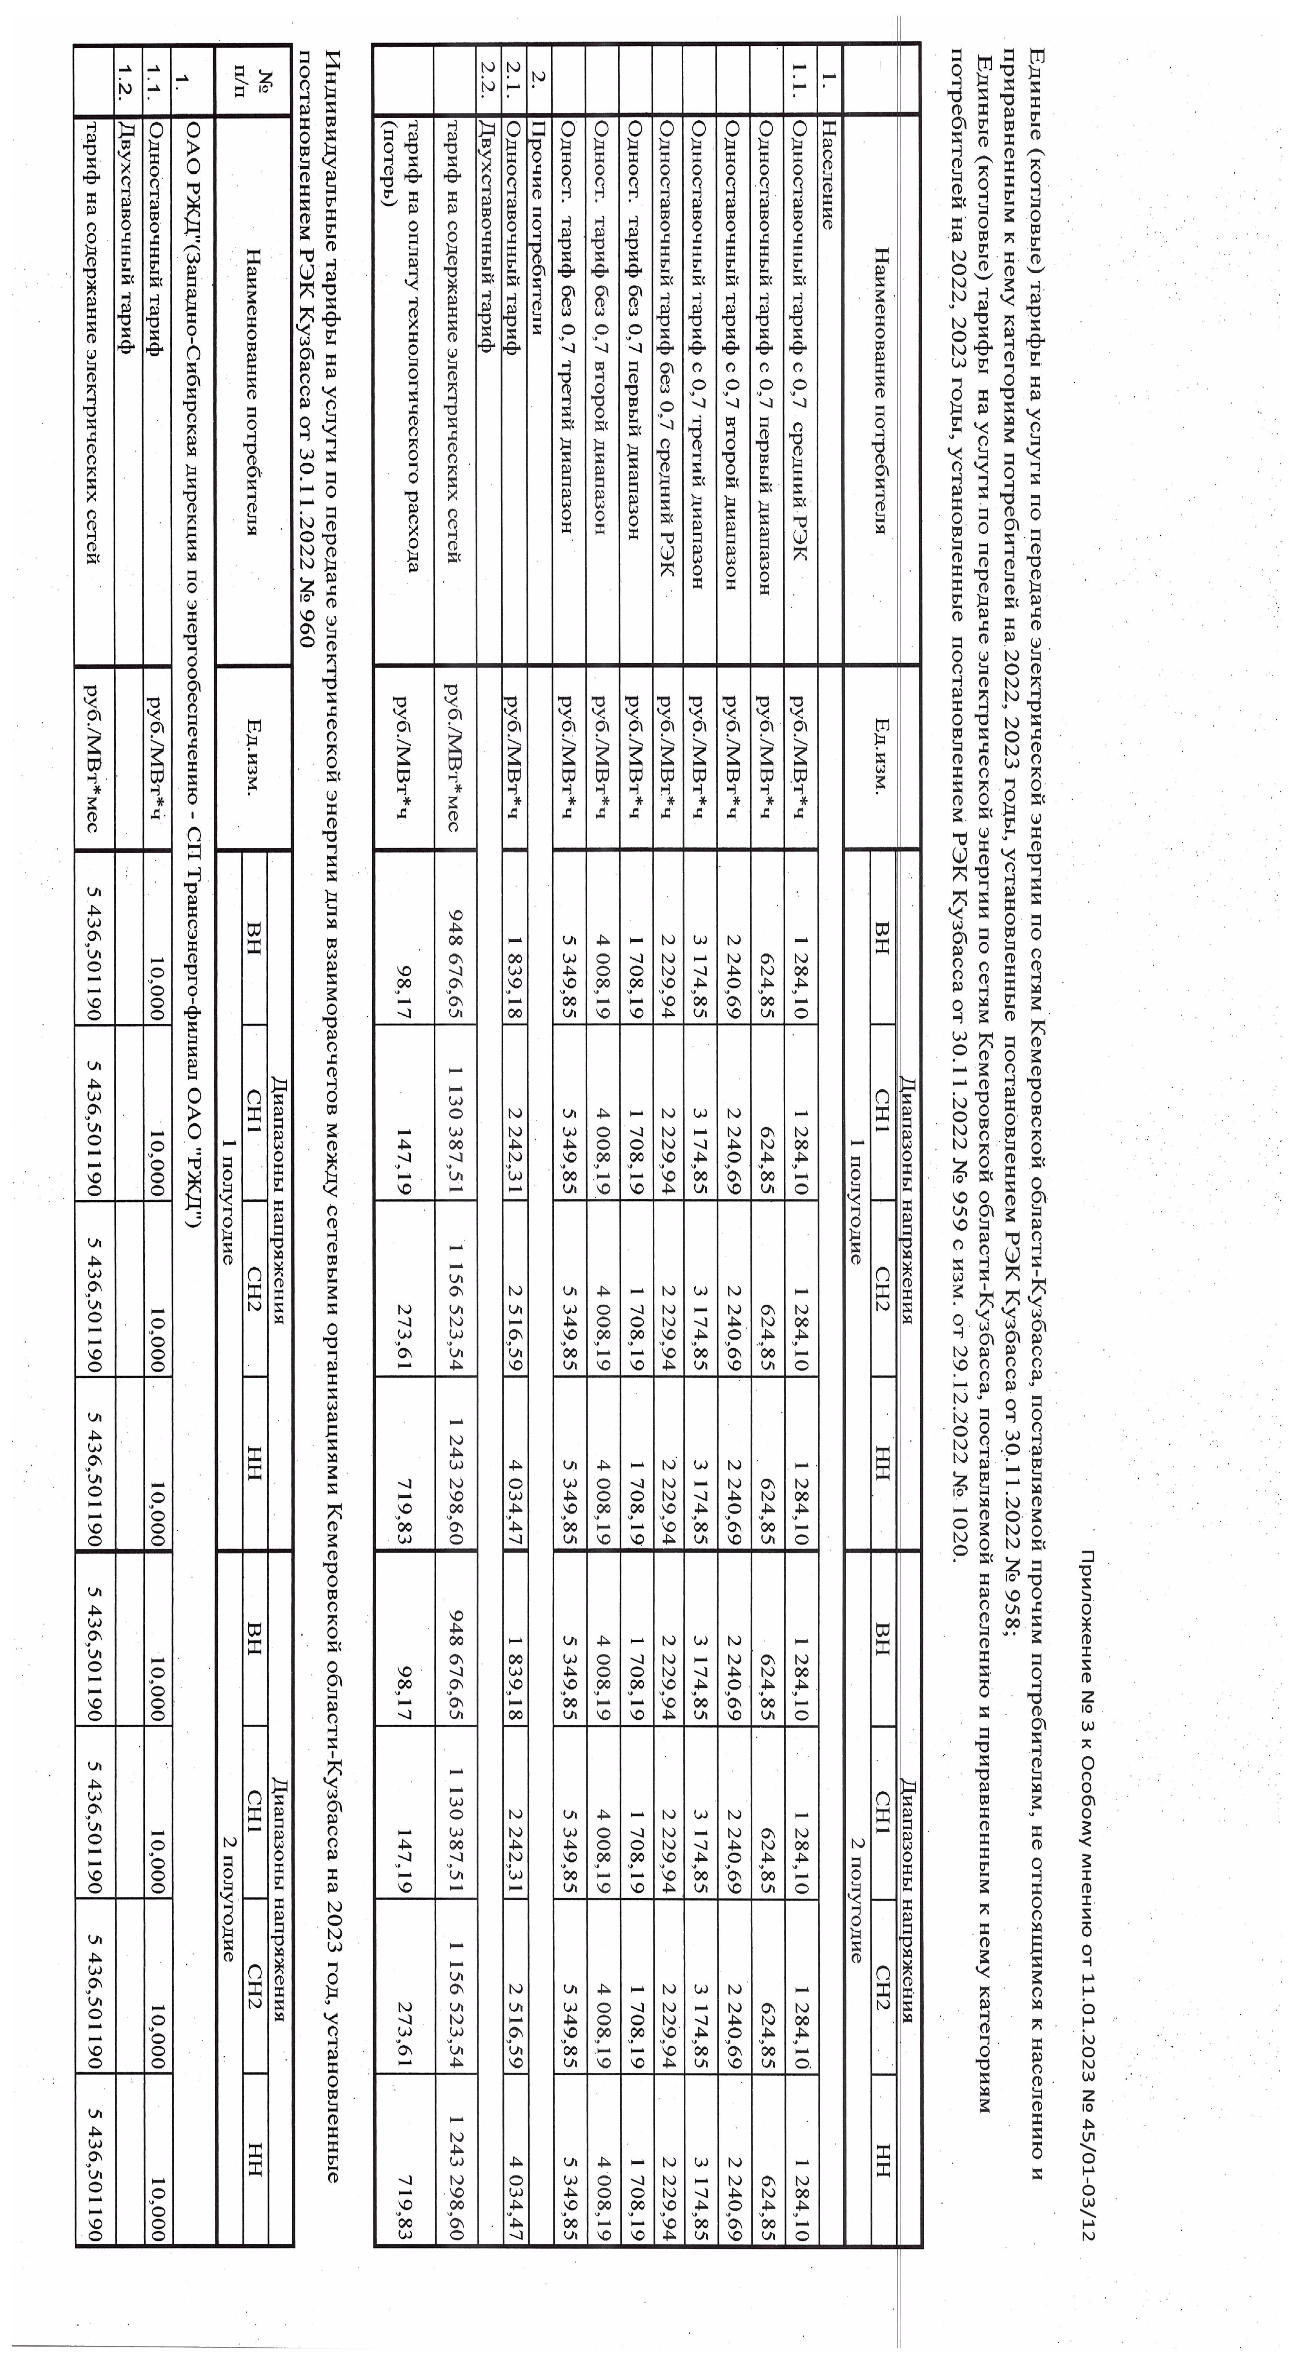 Приложение № 3 к Особому мнению от 11.01.2023 № 45/01-03/12
Единые (котловые) тарифы на услуги по передаче электрической энергии по сетям Кемеровской области-Кузбасса, поставляемой прочим потребителям, не относящимся к населению и
приравненным к нему категориям потребителей на 2022, 2023 годы, установленные постановлением РЭК Кузбасса от 30.11.2022 № 958;
Единые (котловые) тарифы на услуги по передаче электрической энергии по сетям Кемеровской области-Кузбасса, поставляемой населению и приравненным к нему категориям
потребителей на 2022, 2023 годы, установленные постановлением РЭК Кузбасса от 30.11.2022 № 959 с изм. от 29.12.2022 № 1020.
Диапазоны напряжения Диапазоны напряжения
Наименование потребителя Ед.изм. ВН СН1 СН2 НН ВН СН1 СН2 НН
1 полугодие 2 полугодие
1. Население
1.1. Одноставочный тариф с 0,7 средний РЭК руб./МВт*ч 1 284,10 1 284,10 1 284,10 1 284,10 1 284,10 1 284,10 1 284,10 1 284,10
Одноставочный тариф с 0,7 первый диапазон руб./МВт*ч 624,85 624,85 624,85 624,85 624,85 624,85 624,85 624,85
Одноставочный тариф с 0,7 второй диапазон руб./МВт*ч 2 240,69 2 240,69 2 240,69 2 240,69 2 240,69 2 240,69 2 240,69 2 240,69
Одноставочный тариф с 0,7 третий диапазон руб./МВт*ч 3 174,85 3 174,85 3 174,85 3 174,85 3 174,85 3 174,85 3 174,85 3 174,85
Одноставочный тариф без 0,7 средний РЭК руб./МВт*ч 2 229,94 2 229,94 2 229,94 2 229,94 2 229,94 2 229,94 2 229,94 2 229,94
Одност. тариф без 0,7 первый диапазон руб./МВт*ч 1 708,19 1 708,19 1 708,19 1 708,19 1 708,19 1 708,19 1 708,19 1 708,19
Одност. тариф без 0,7 второй диапазон руб./МВт*ч 4 008,19 4 008,19 4 008,19 4 008,19 4 008,19 4 008,19 4 008,19 4 008,19
Одност. тариф без 0,7 третий диапазон руб./МВт*ч 5 349,85 5 349,85 5 349,85 5 349,85 5 349,85 5 349,85 5 349,85 5 349,85
2. Прочие потребители
2.1. Одноставочный тариф руб./МВт*ч 1 839,18 2 242,31 2 516,59 4 034,47 1 839,18 2 242,31 2 516,59 4 034,47
2.2. Двухставочный тариф
тариф на содержание электрических сетей руб./МВт*мес 948 676,65 1 130 387,51 1 156 523,54 1 243 298,60 948 676,65 1 130 387,51 1 156 523,54 1 243 298,60
тариф на оплату технологического расхода
(потерь) руб./МВт*ч 98,17 147,19 273,61 719,83 98,17 147,19 273,61 719,83
Индивидуальные тарифы на услуги по передаче электрической энергии для взаиморасчетов между сетевыми организациями Кемеровской области-Кузбасса на 2023 год, установленные
постановлением РЭК Кузбасса от 30.11.2022 № 960
Диапазоны напряжения Диапазоны напряжения
№ п/п Наименование потребителя Ед.изм. ВН СН1 СН2 НН ВН СН1 СН2 НН
1 полугодие 2 полугодие
1. ОАО РЖД"(Западно-Сибирская дирекция по энергообеспечению - СП Трансэнерго-филиал ОАО "РЖД")
1.1. Одноставочный тариф руб./МВт*ч 10,000 10,000 10,000 10,000 10,000 10,000 10,000 10,000
1.2. Двухставочный тариф
тариф на содержание электрических сетей руб./МВт*мес 5 436,501190 5 436,501190 5 436,501190 5 436,501190 5 436,501190 5 436,501190 5 436,501190 5 436,501190